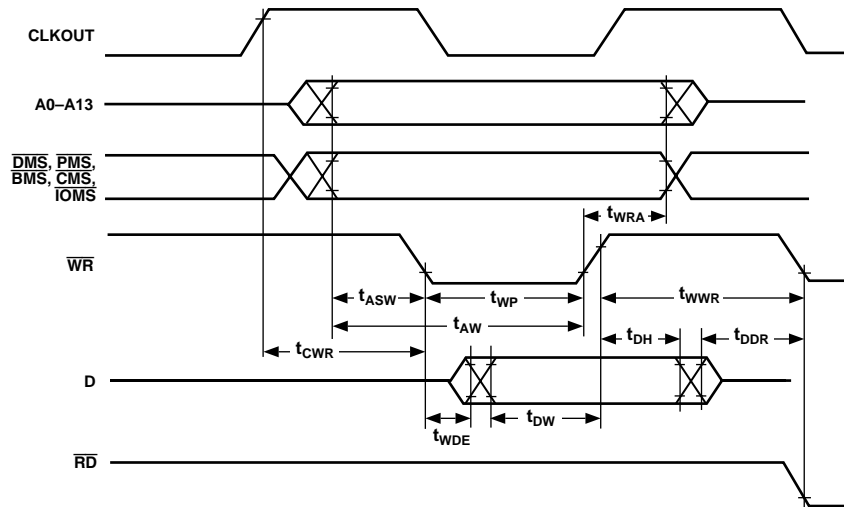 CLKOUT
A0–A13
DMS, PMS,
BMS, CMS,
IOMS
tWRA
WR
tASW
tWP
tWWR
tAW
tCWR
tDH
tDDR
D
tWDE
tDW
RD